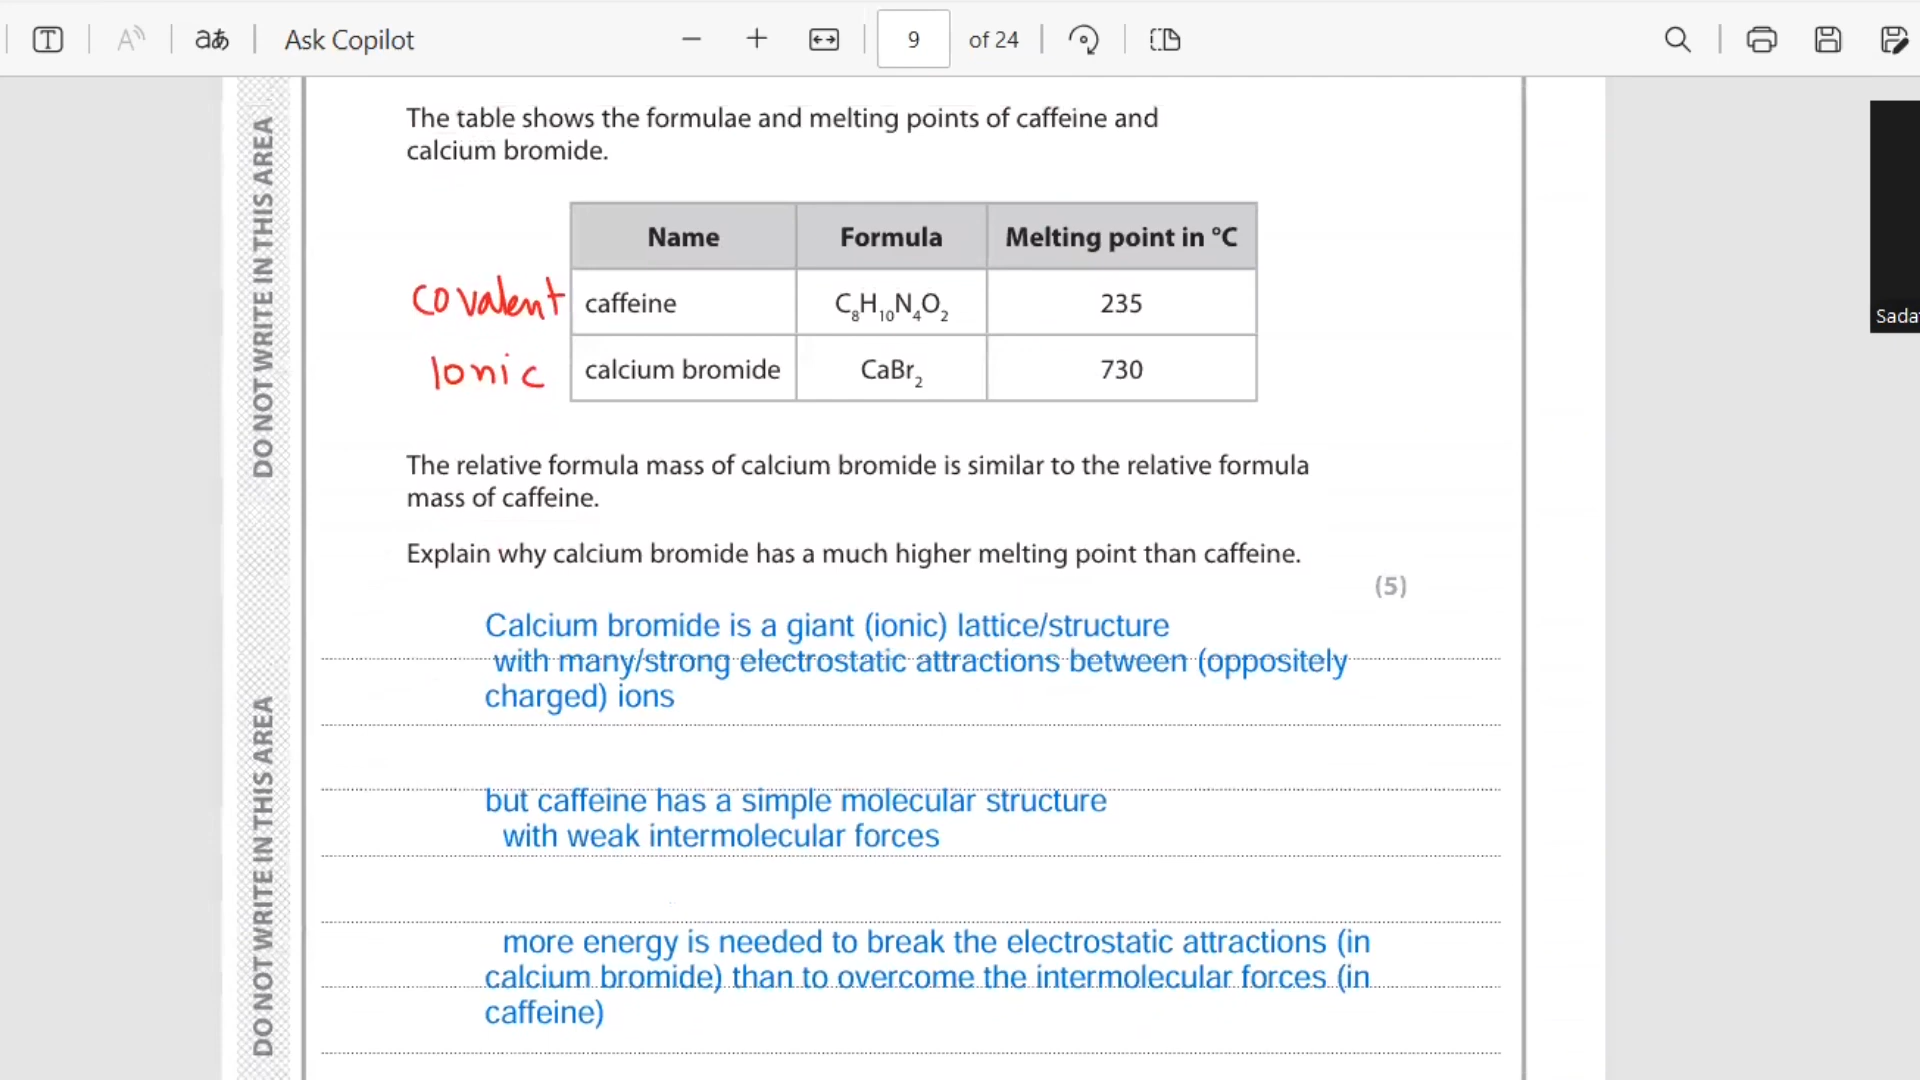 Ask Copilot
9 of 24
The table shows the formulae and melting points of caffeine and
calcium bromide.
Name Formula Melting point in °C
covalent caffeine C₈H₁₀N₄O₂ 235
Ionic calcium bromide CaBr₂ 730
The relative formula mass of calcium bromide is similar to the relative formula
mass of caffeine.
Explain why calcium bromide has a much higher melting point than caffeine.
(5)
Calcium bromide is a giant (ionic) lattice/structure
with many/strong electrostatic attractions between (oppositely
charged) ions
but caffeine has a simple molecular structure
with weak intermolecular forces
more energy is needed to break the electrostatic attractions (in
calcium bromide) than to overcome the intermolecular forces (in
caffeine)
DO NOT WRITE IN THIS AREA
DO NOT WRITE IN THIS AREA